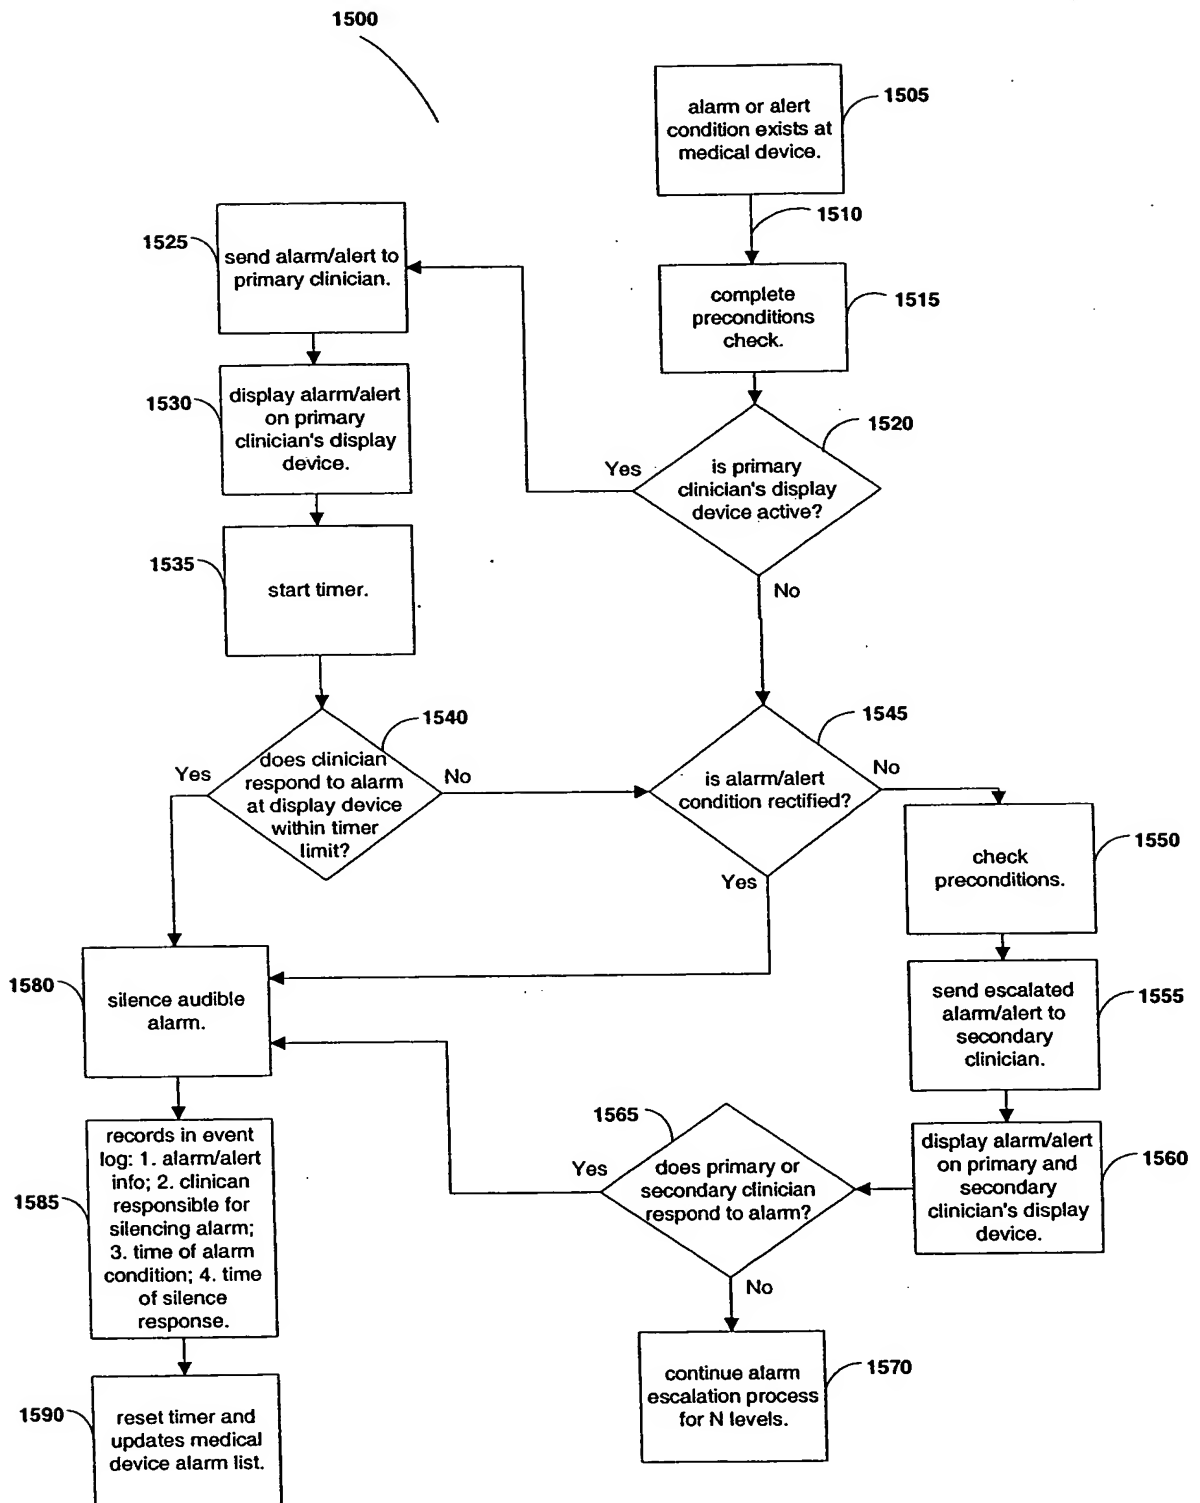 1500
alarm or alert
condition exists at
medical device.
1505
1510
1525
send alarm/alert to
primary clinician.
complete
preconditions
check.
1515
1530
display alarm/alert
on primary
clinician's display
device.
1520
Yes
is primary
clinician's display
device active?
No
1535
start timer.
1540
does clinician
respond to alarm
at display device
within timer
limit?
Yes
No
1545
is alarm/alert
condition rectified?
No
Yes
check
preconditions.
1550
1580
silence audible
alarm.
send escalated
alarm/alert to
secondary
clinician.
1555
1565
Yes
does primary or
secondary clinician
respond to alarm?
No
display alarm/alert
on primary and
secondary
clinician's display
device.
1560
1585
records in event
log: 1. alarm/alert
info; 2. clinican
responsible for
silencing alarm;
3. time of alarm
condition; 4. time
of silence
response.
continue alarm
escalation process
for N levels.
1570
1590
reset timer and
updates medical
device alarm list.